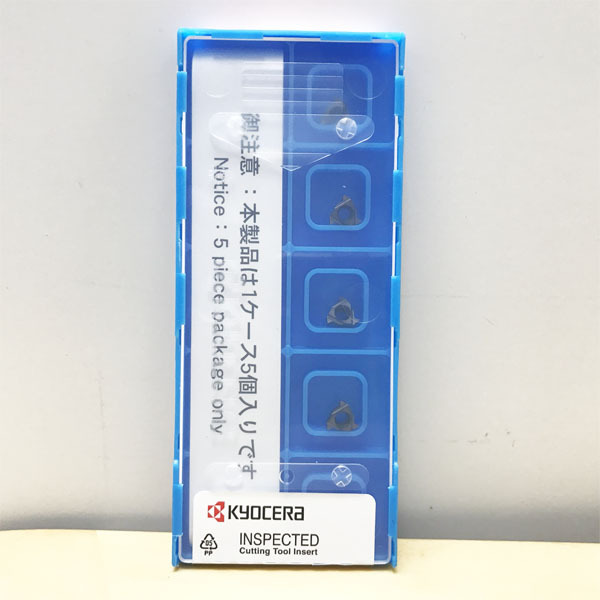 御注意：本製品は1ケース5個入りです
Notice : 5 piece package only
KYOCERA
INSPECTED
Cutting Tool Insert
05
PP